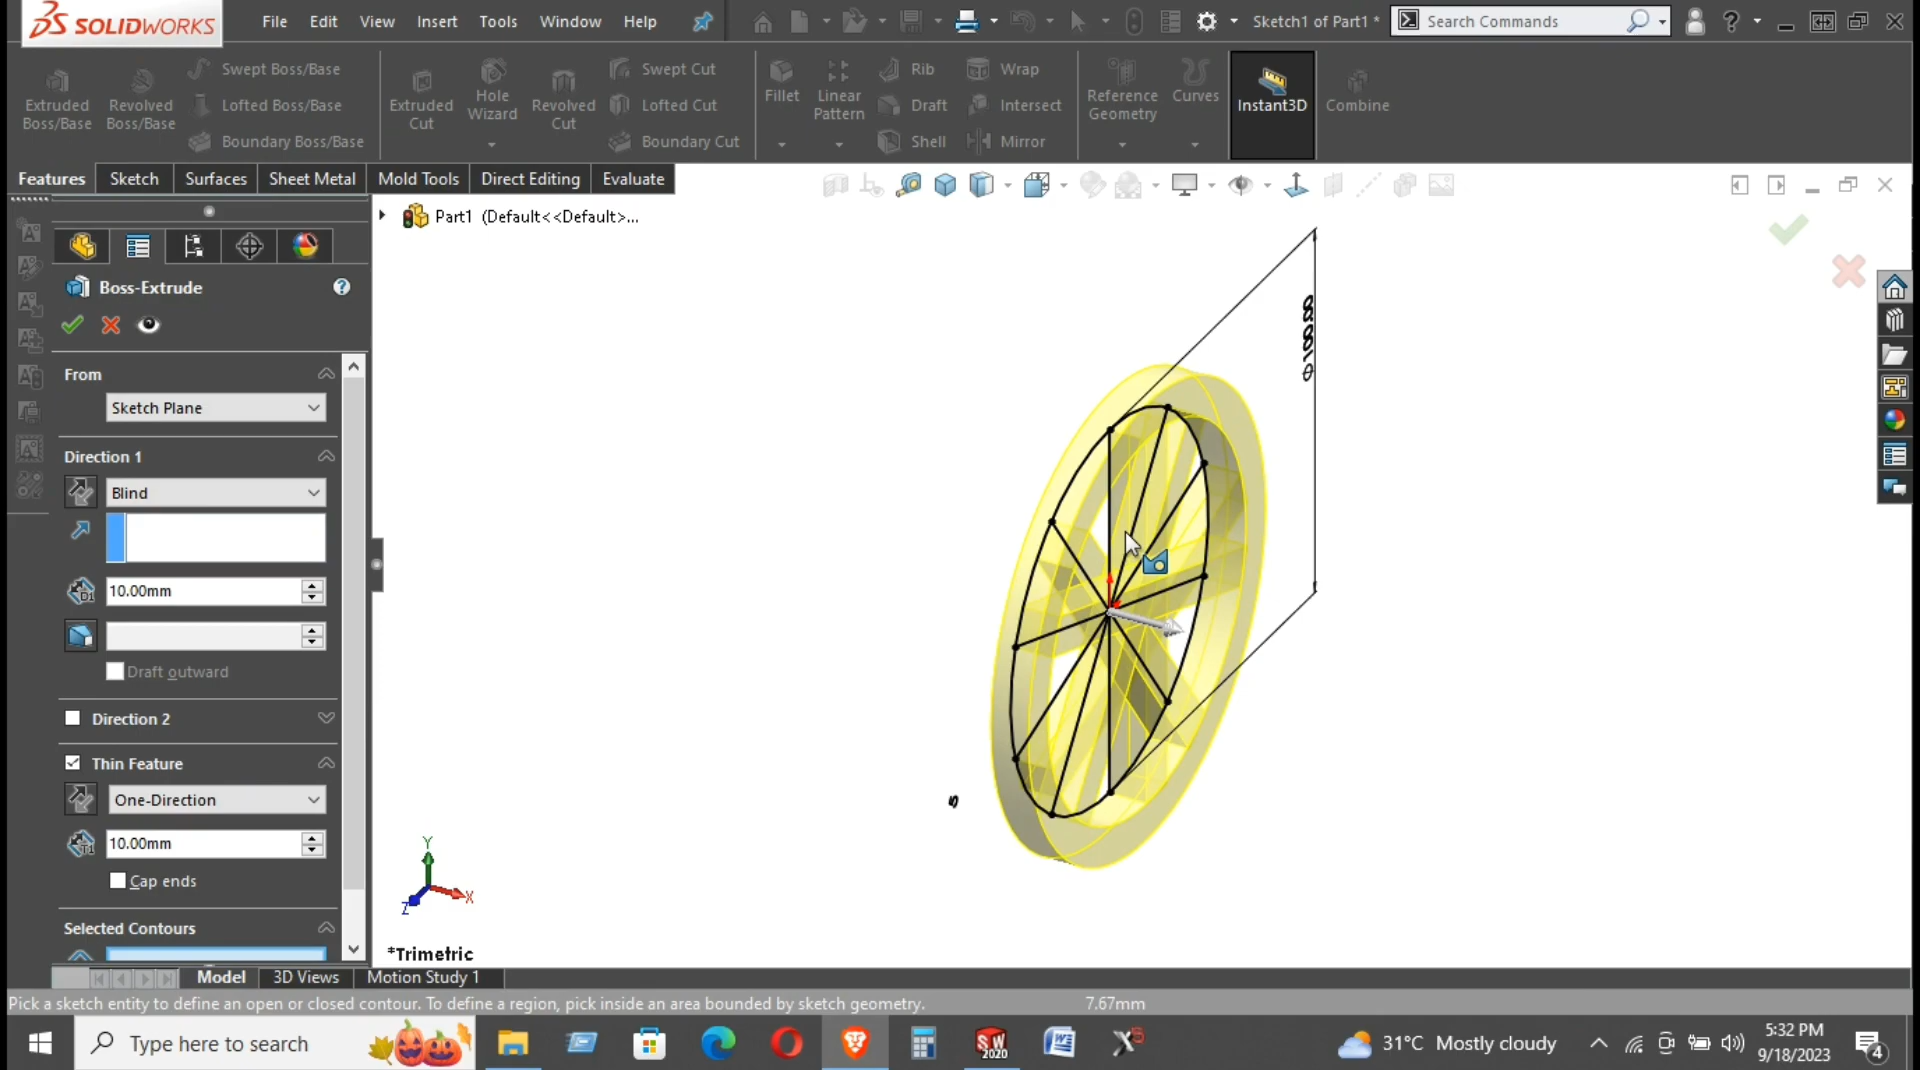 SOLIDWORKS File Edit View Insert Tools Window Help Sketch1 of Part1 * Search Commands
Extruded Boss/Base
Revolved Boss/Base
Swept Boss/Base
Lofted Boss/Base
Boundary Boss/Base
Extruded Cut
Hole Wizard
Revolved Cut
Swept Cut
Lofted Cut
Boundary Cut
Fillet
Linear Pattern
Rib
Draft
Shell
Wrap
Intersect
Mirror
Reference Geometry
Curves
Instant3D
Combine
Features Sketch Surfaces Sheet Metal Mold Tools Direct Editing Evaluate
Part1 (Default<<Default>...
Boss-Extrude
From
Sketch Plane
Direction 1
Blind
10.00mm
Draft outward
Direction 2
Thin Feature
One-Direction
10.00mm
Cap ends
Selected Contours
Y
X
Z
5
*Trimetric
Model 3D Views Motion Study 1
Pick a sketch entity to define an open or closed contour. To define a region, pick inside an area bounded by sketch geometry. 7.67mm
Type here to search
SW
2020
31°C Mostly cloudy
5:32 PM
9/18/2023
4